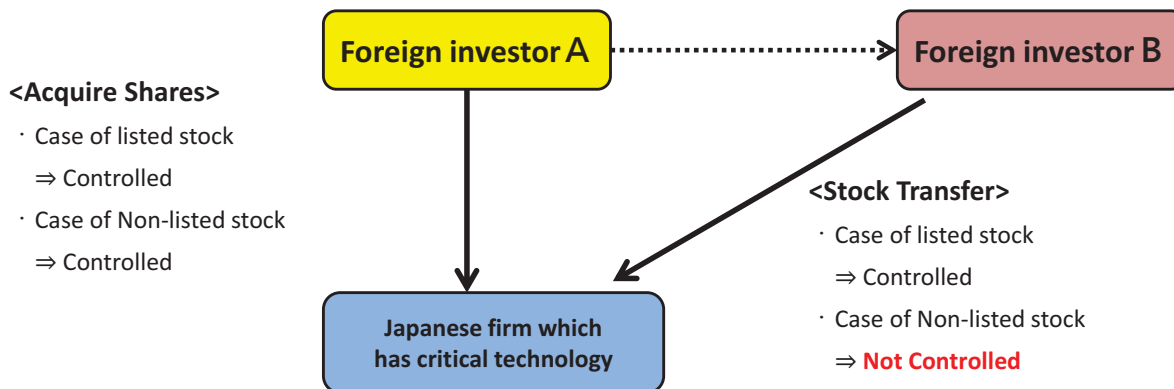 Foreign investor A
Foreign investor B
<Acquire Shares>
・ Case of listed stock
⇒ Controlled
・ Case of Non-listed stock
⇒ Controlled
<Stock Transfer>
・ Case of listed stock
⇒ Controlled
・ Case of Non-listed stock
⇒ Not Controlled
Japanese firm which
has critical technology